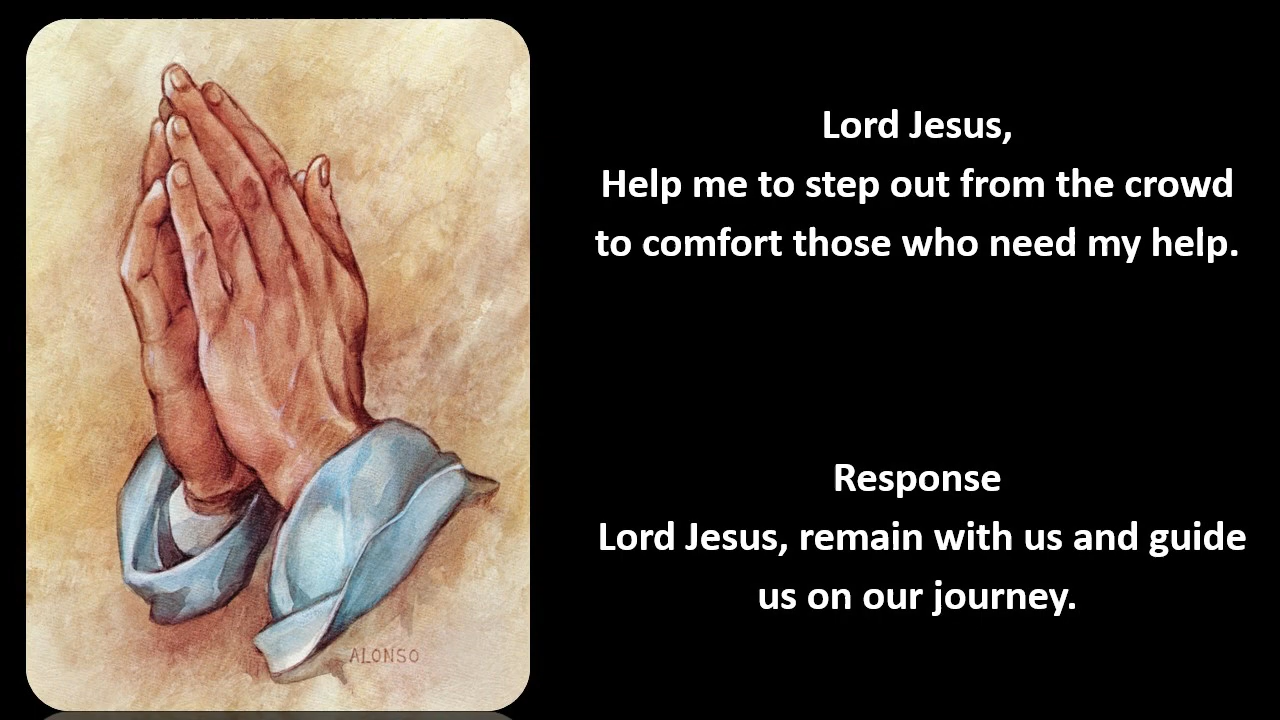 Lord Jesus,
Help me to step out from the crowd
to comfort those who need my help.
Response
Lord Jesus, remain with us and guide
us on our journey.
ALONSO